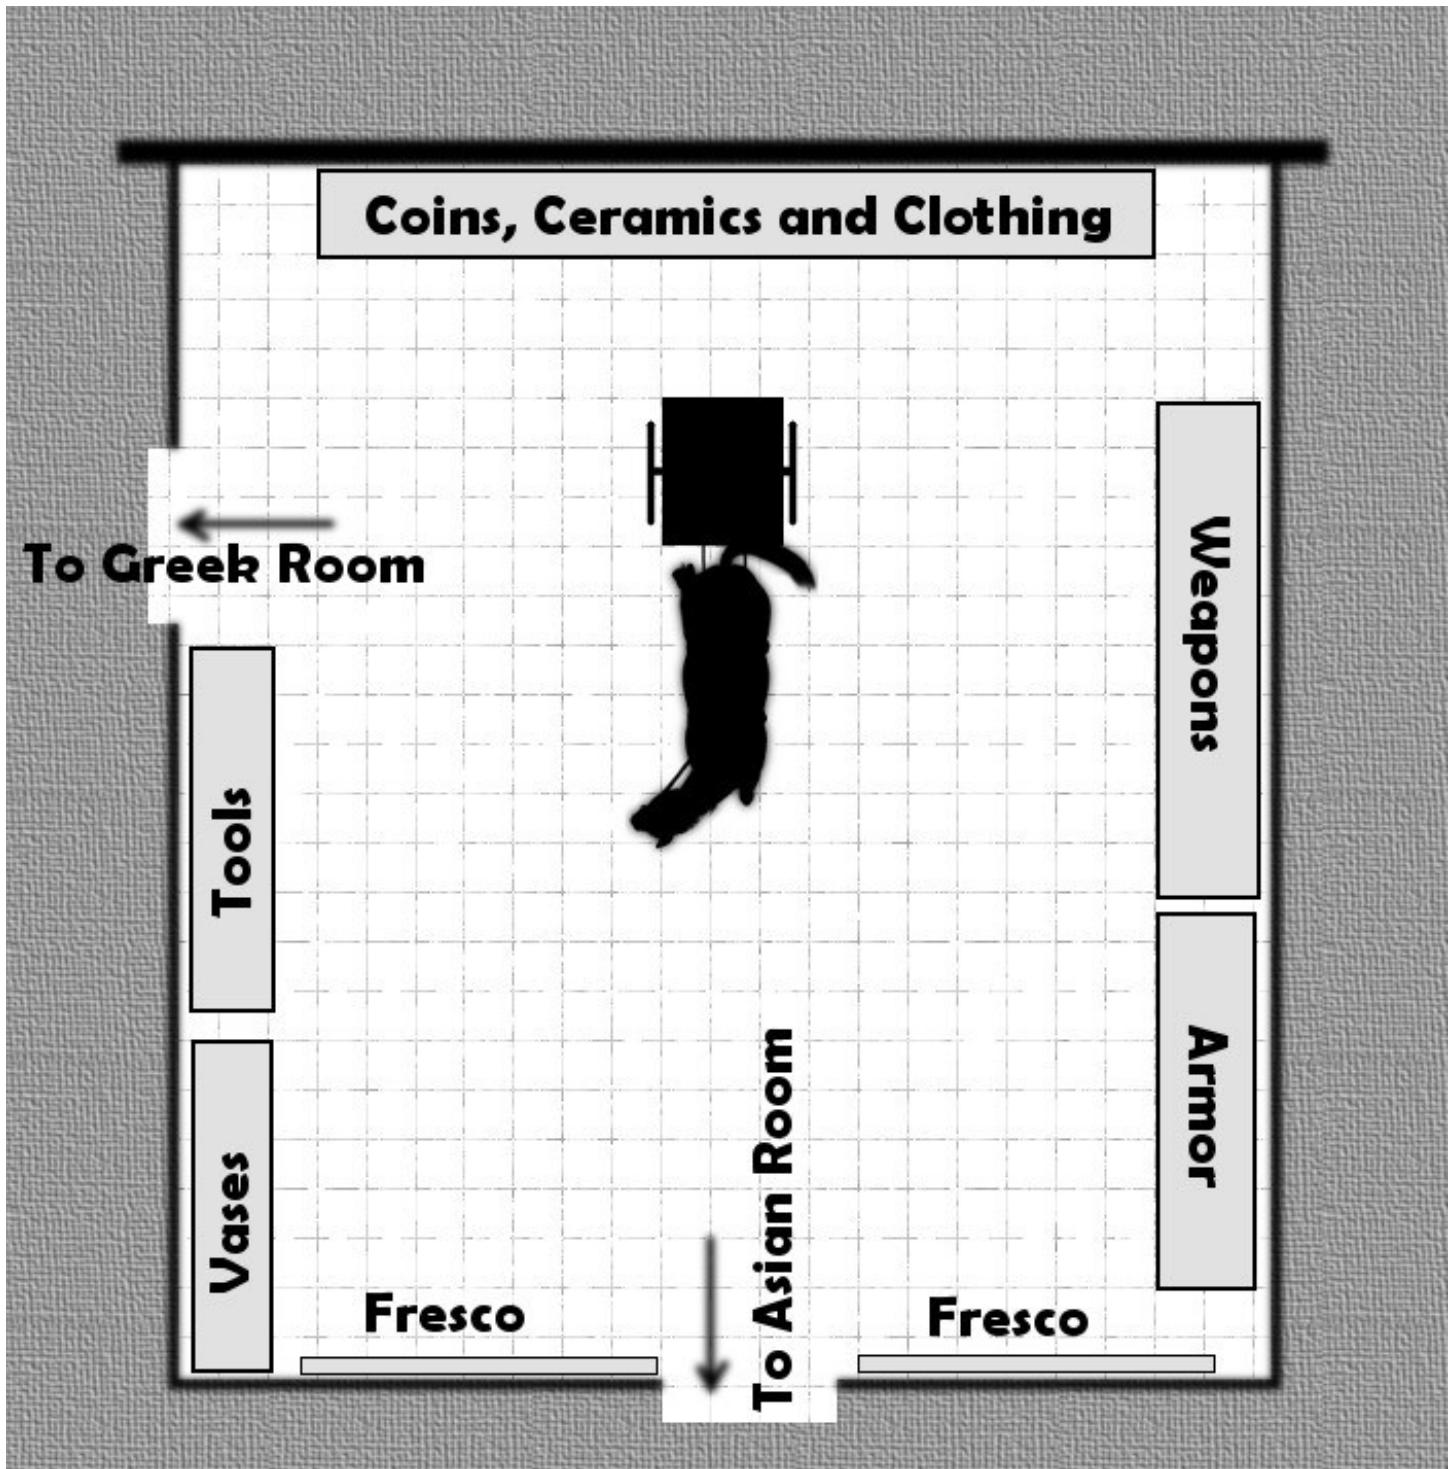 Coins, Ceramics and Clothing
To Greek Room
Weapons
Tools
Armor
Vases
To Asian Room
Fresco
Fresco